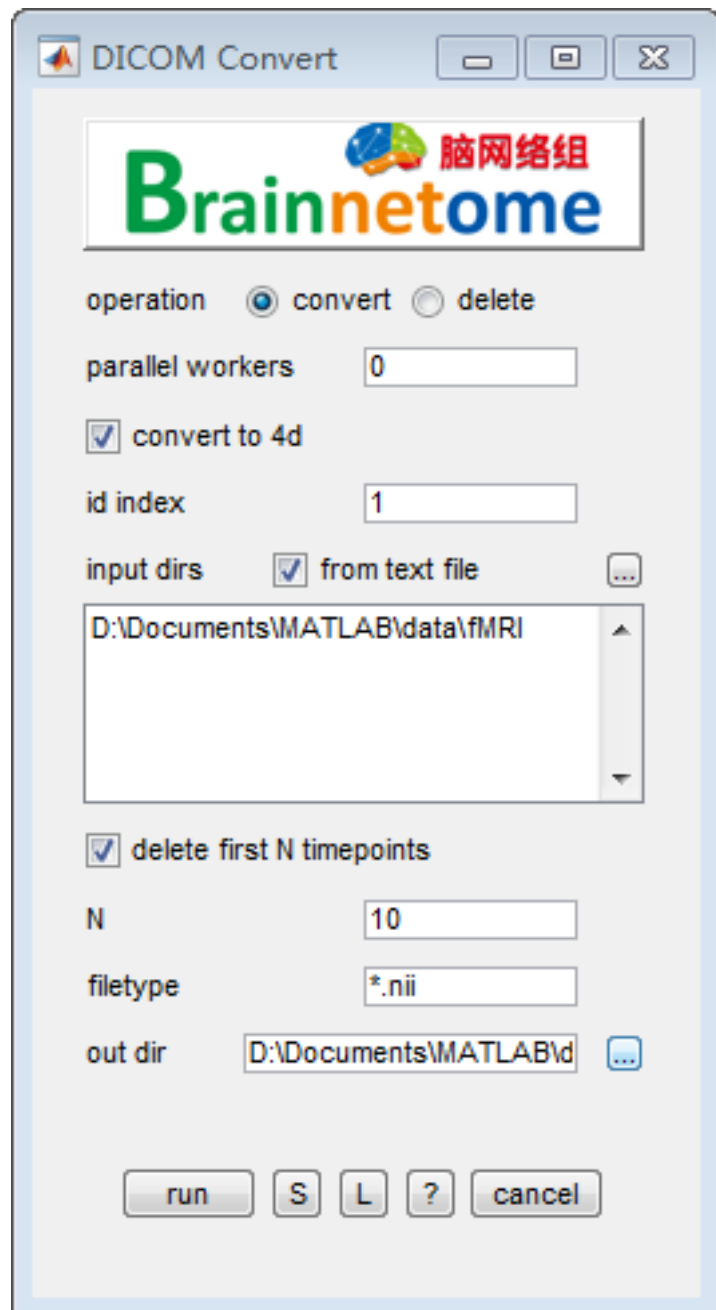 DICOM Convert
脑网络组
Brainnetome
operation convert delete
parallel workers 0
convert to 4d
id index 1
input dirs from text file ...
D:\Documents\MATLAB\data\fMRI
delete first N timepoints
N 10
filetype *.nii
out dir D:\Documents\MATLAB\d ...
run S L ? cancel